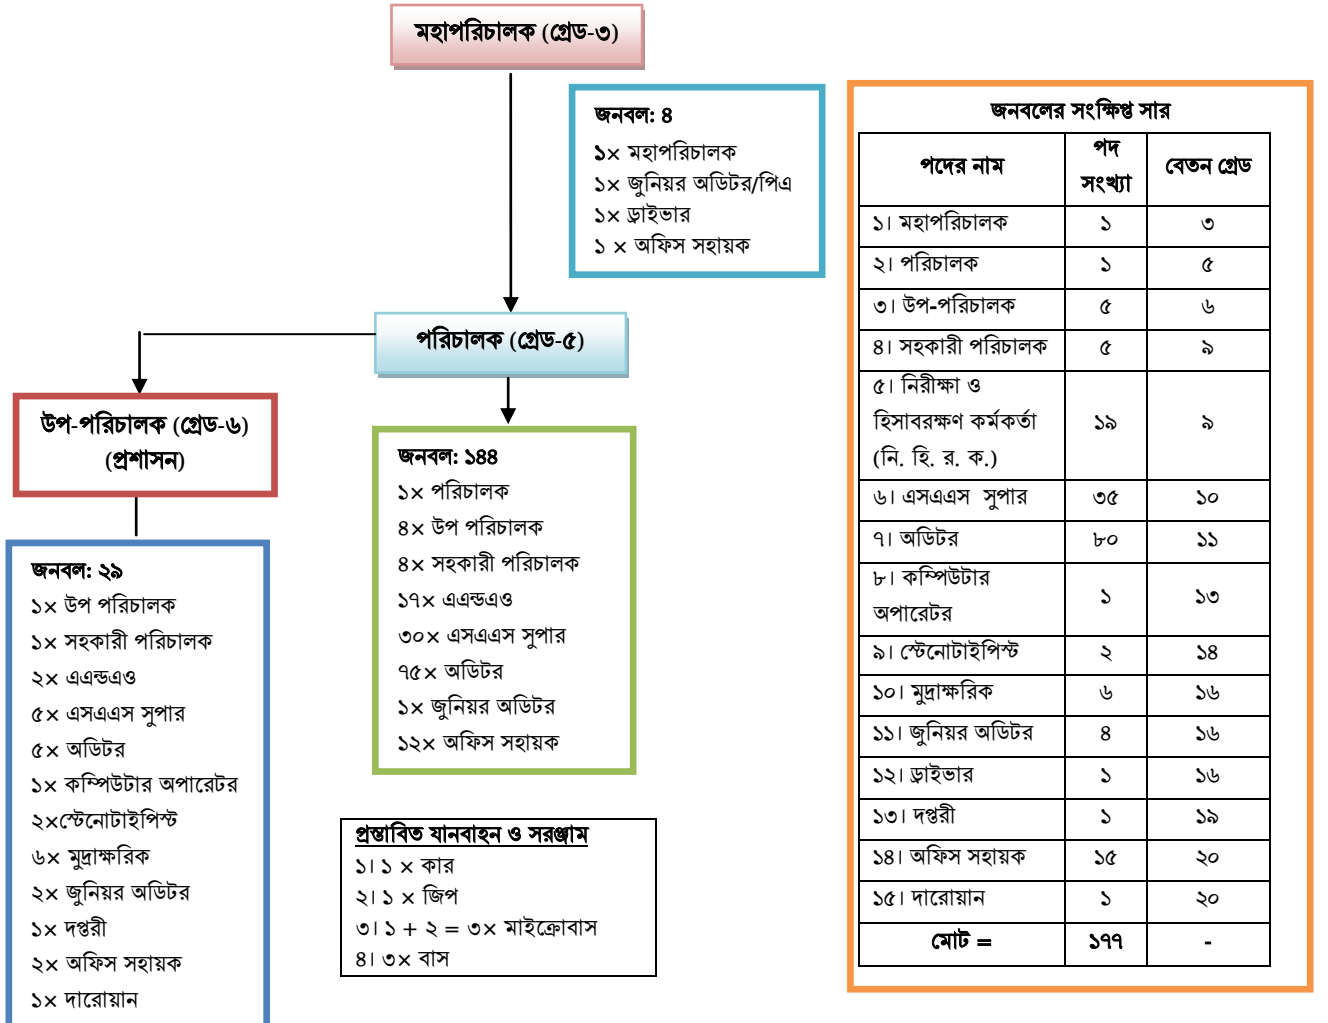 মহাপরিচালক (গ্রেড-৩)
জনবল: ৪
১× মহাপরিচালক
১× জুনিয়র অডিটর/পিএ
১× ড্রাইভার
১ × অফিস সহায়ক
পরিচালক (গ্রেড-৫)
উপ-পরিচালক (গ্রেড-৬)
(প্রশাসন)
জনবল: ২৯
১× উপ পরিচালক
১× সহকারী পরিচালক
২× এএন্ডএও
৫× এসএএস সুপার
৫× অডিটর
১× কম্পিউটার অপারেটর
২×স্টেনোটাইপিস্ট
৬× মুদ্রাক্ষরিক
২× জুনিয়র অডিটর
১× দপ্তরী
২× অফিস সহায়ক
১× দারোয়ান
জনবল: ১৪৪
১× পরিচালক
৪× উপ পরিচালক
৪× সহকারী পরিচালক
১৭× এএন্ডএও
৩০× এসএএস সুপার
৭৫× অডিটর
১× জুনিয়র অডিটর
১২× অফিস সহায়ক
প্রস্তাবিত যানবাহন ও সরঞ্জাম
১। ১ × কার
২। ১ × জিপ
৩। ১ + ২ = ৩× মাইক্রোবাস
৪। ৩× বাস
জনবলের সংক্ষিপ্ত সার
পদের নাম পদ সংখ্যা বেতন গ্রেড
১। মহাপরিচালক ১ ৩
২। পরিচালক ১ ৫
৩। উপ-পরিচালক ৫ ৬
৪। সহকারী পরিচালক ৫ ৯
৫। নিরীক্ষা ও
হিসাবরক্ষণ কর্মকর্তা ১৯ ৯
(নি. হি. র. ক.)
৬। এসএএস সুপার ৩৫ ১০
৭। অডিটর ৮০ ১১
৮। কম্পিউটার
অপারেটর ১ ১৩
৯। স্টেনোটাইপিস্ট ২ ১৪
১০। মুদ্রাক্ষরিক ৬ ১৬
১১। জুনিয়র অডিটর ৪ ১৬
১২। ড্রাইভার ১ ১৬
১৩। দপ্তরী ১ ১৯
১৪। অফিস সহায়ক ১৫ ২০
১৫। দারোয়ান ১ ২০
মোট = ১৭৭ -